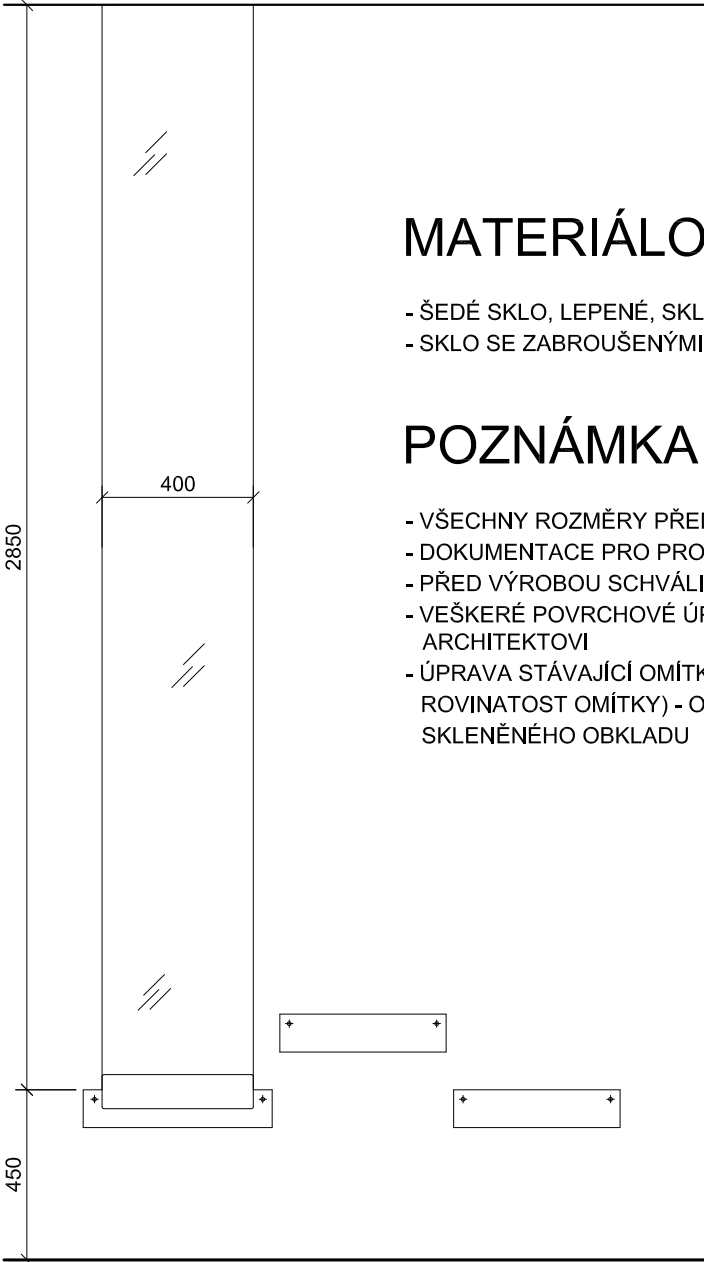 MATERIÁLO
- ŠEDÉ SKLO, LEPENÉ, SKL
- SKLO SE ZABROUŠENÝMI
POZNÁMKA
400
- VŠECHNY ROZMĚRY PŘE
- DOKUMENTACE PRO PRO
- PŘED VÝROBOU SCHVÁLI
- VEŠKERÉ POVRCHOVÉ ÚP
ARCHITEKTOVI
- ÚPRAVA STÁVAJÍCÍ OMÍTK
ROVINATOST OMÍTKY) - O
SKLENĚNÉHO OBKLADU
2850
450